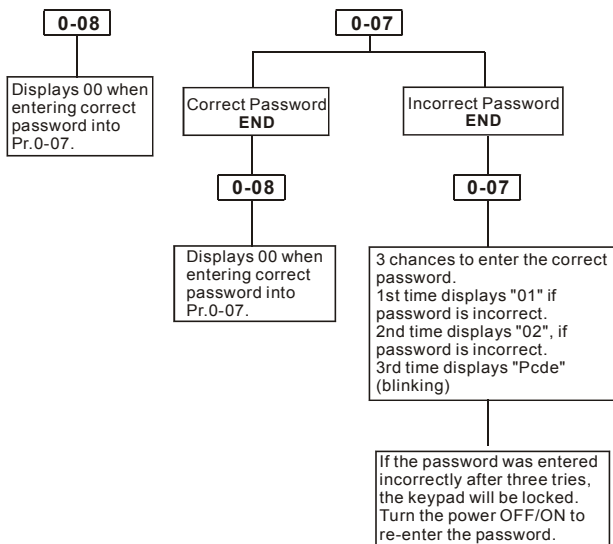 0-08
Displays 00 when
entering correct
password into
Pr.0-07.
0-07
Correct Password
END
0-08
Displays 00 when
entering correct
password into
Pr.0-07.
Incorrect Password
END
0-07
3 chances to enter the correct
password.
1st time displays "01" if
password is incorrect.
2nd time displays "02", if
password is incorrect.
3rd time displays "Pcde"
(blinking)
If the password was entered
incorrectly after three tries,
the keypad will be locked.
Turn the power OFF/ON to
re-enter the password.